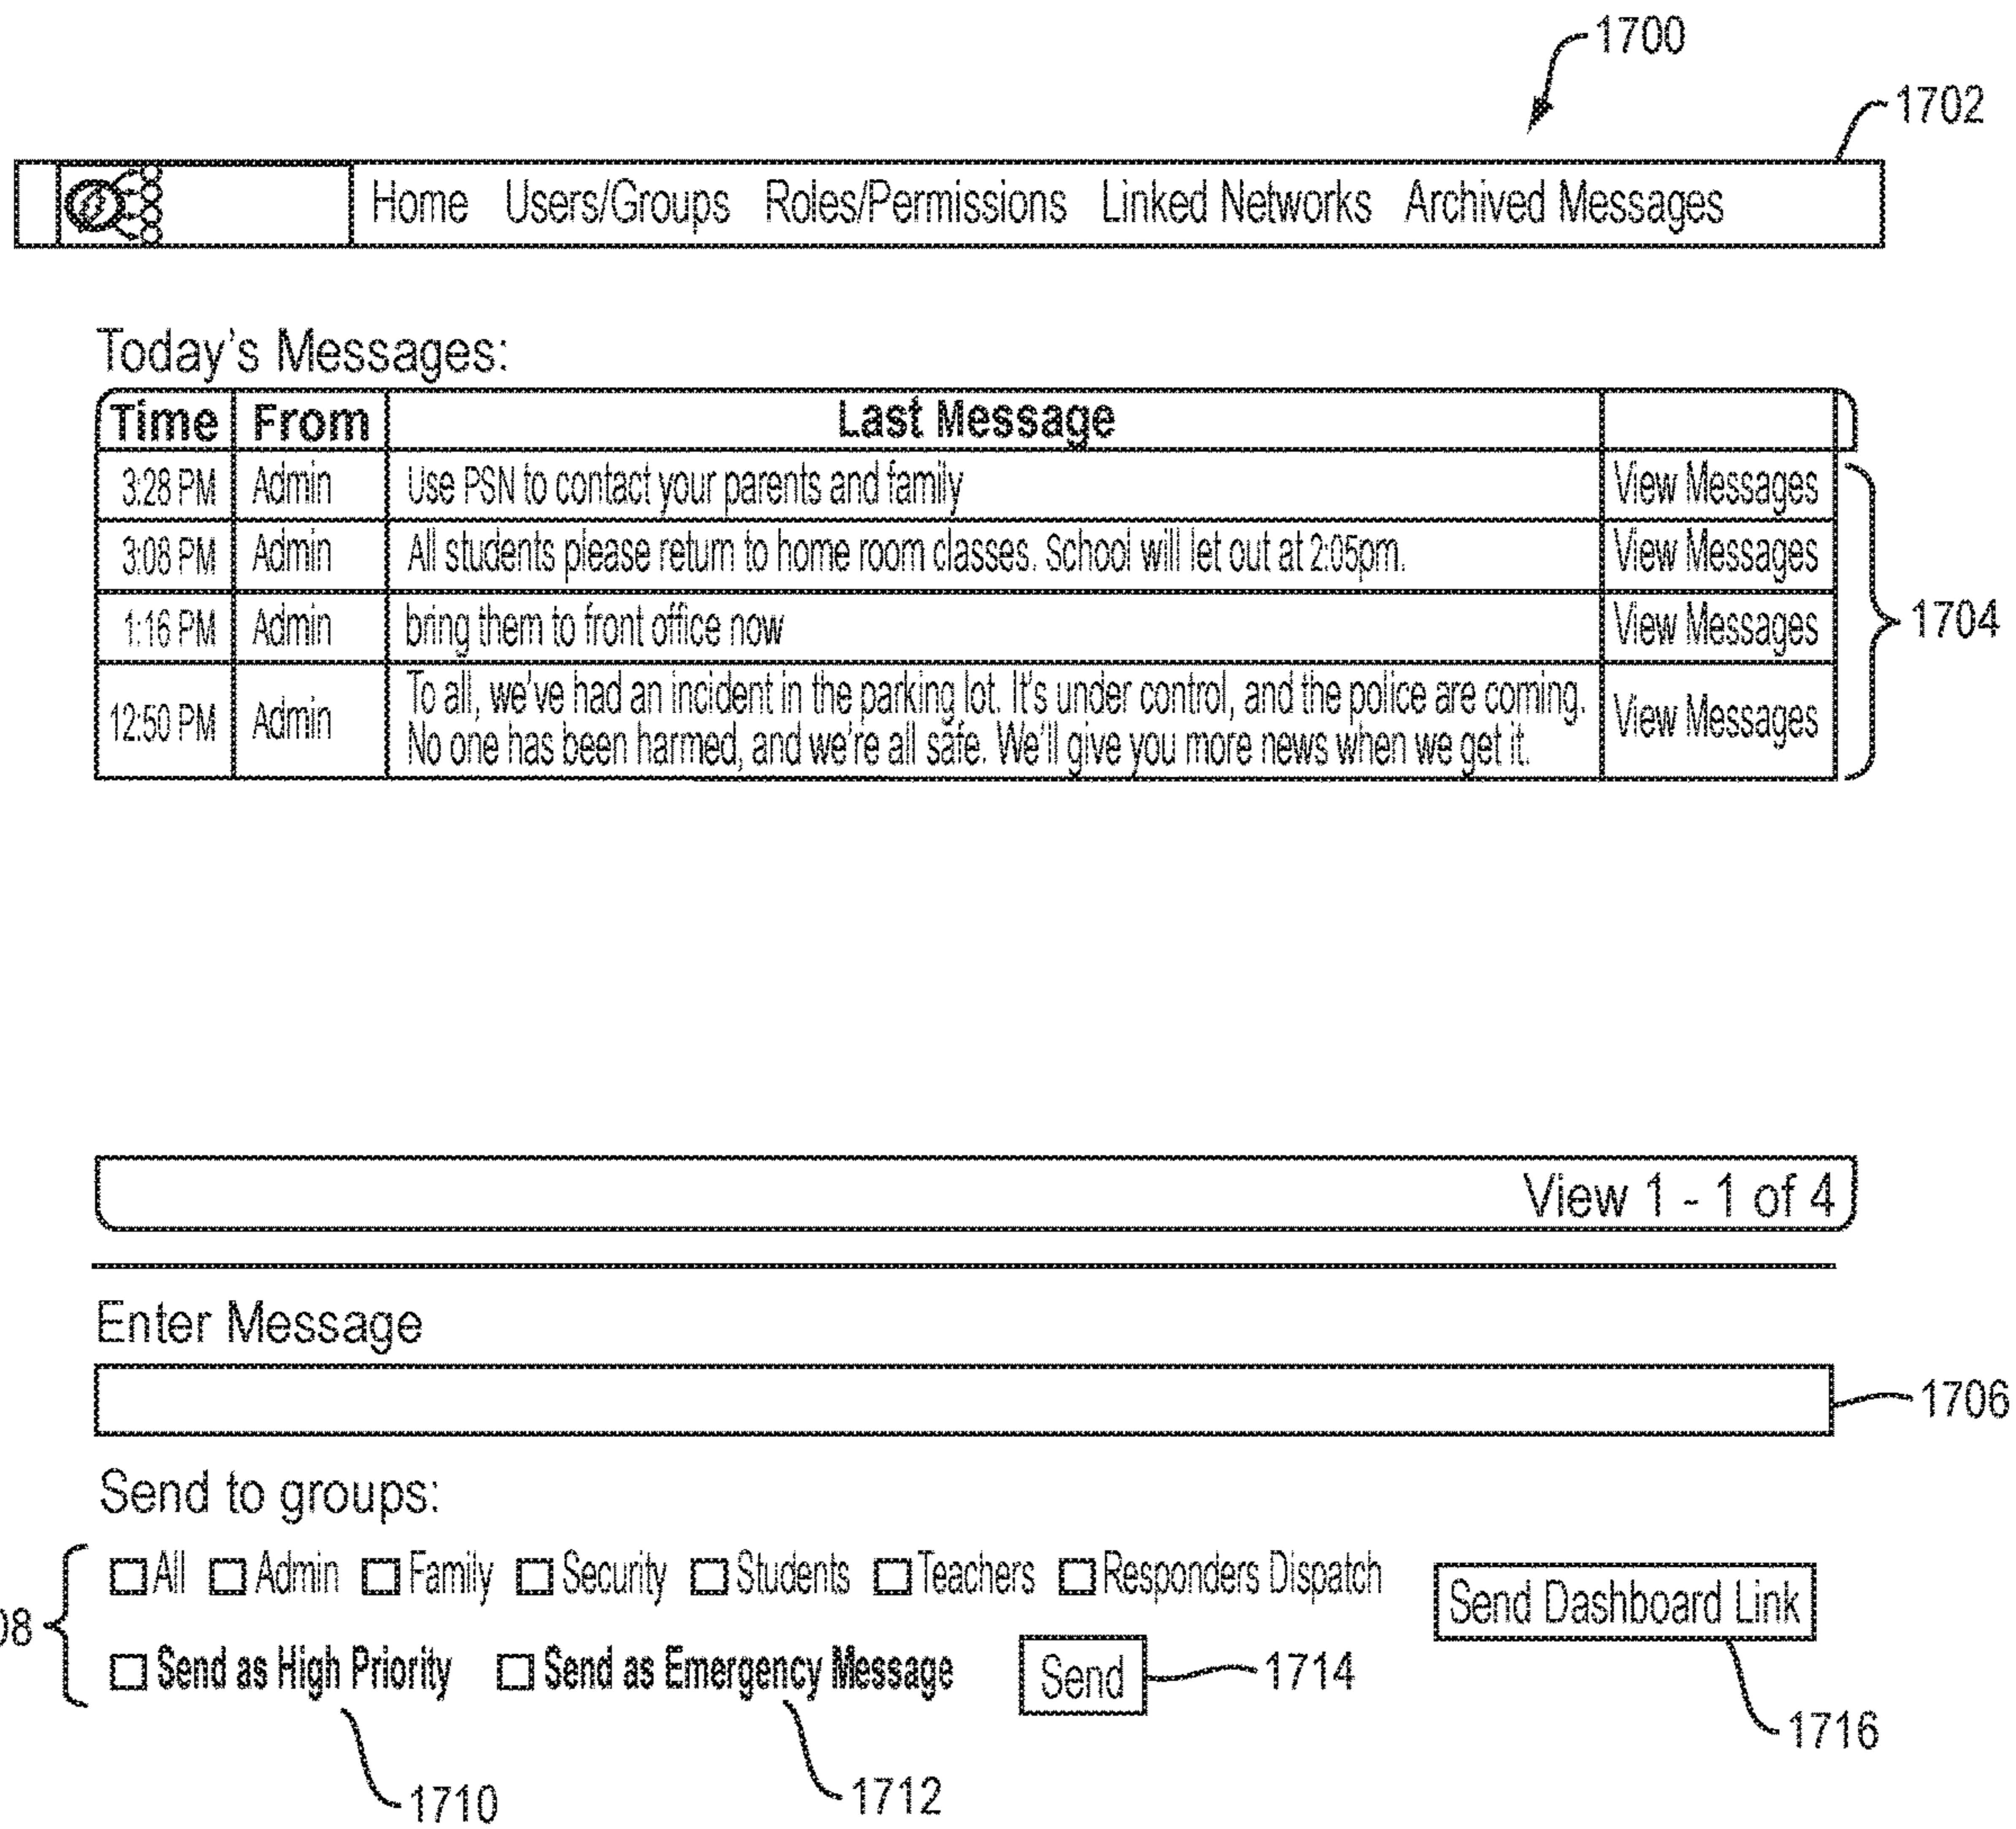 1700
1702
Home Users/Groups Roles/Permissions Linked Networks Archived Messages
Today's Messages:
Time From Last Message
3:28 PM Admin Use PSN to contact your parents and family View Messages
3:08 PM Admin All students please return to home room classes. School will let out at 2:05pm. View Messages
1:16 PM Admin bring them to front office now View Messages
1704
12:50 PM Admin To all, we've had an incident in the parking lot. It's under control, and the police are coming. View Messages
No one has been harmed, and we're all safe. We'll give you more news when we get it.
View 1 - 1 of 4
Enter Message
1706
Send to groups:
All Admin Family Security Students Teachers Responders Dispatch
Send Dashboard Link
08
Send as High Priority Send as Emergency Message Send 1714
1716
1710 1712